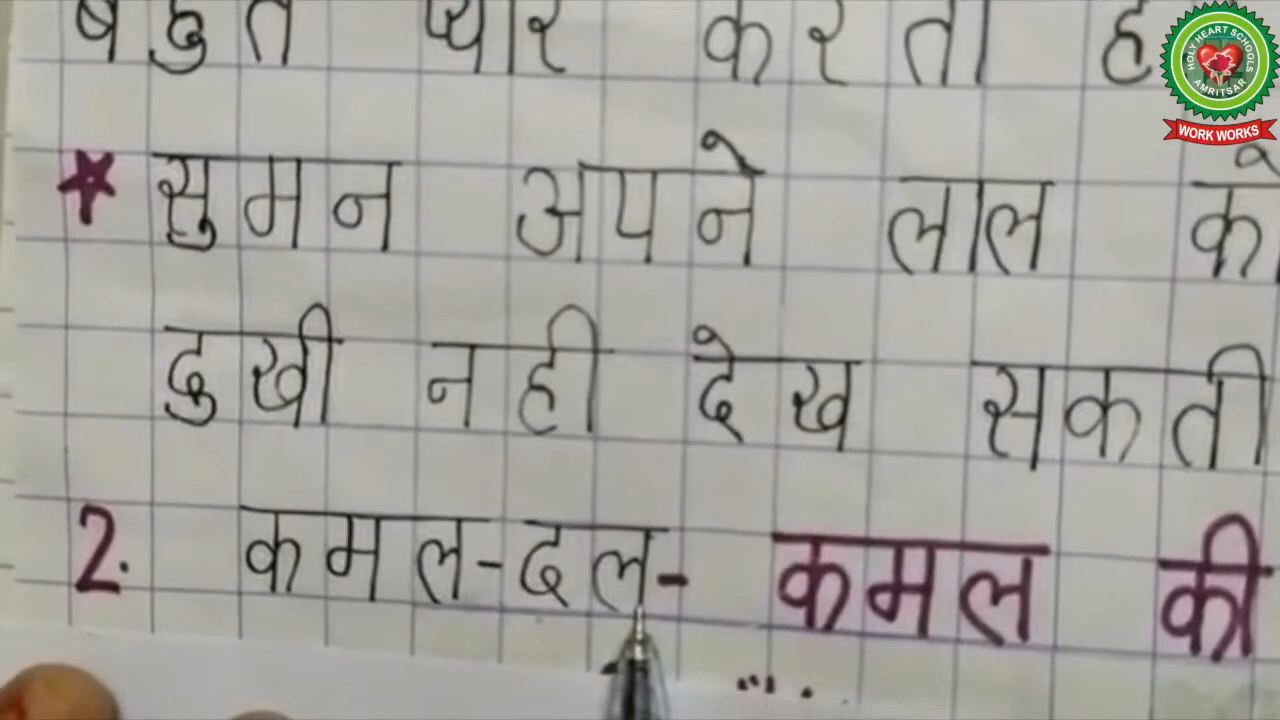 बहुत प्यार करता ह
* सुमन अपने लाल के
दुखी नही देख सकती
2. कमल-दल- कमल की
HOLY HEART SCHOOLS
AMRITSAR
WORK WORKS